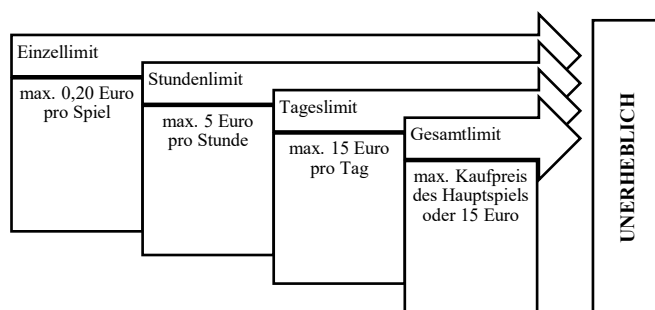 Einzellimit
max. 0,20 Euro
pro Spiel
Stundenlimit
max. 5 Euro
pro Stunde
Tageslimit
max. 15 Euro
pro Tag
Gesamtlimit
max. Kaufpreis
des Hauptspiels
oder 15 Euro
UNERHEBLICH